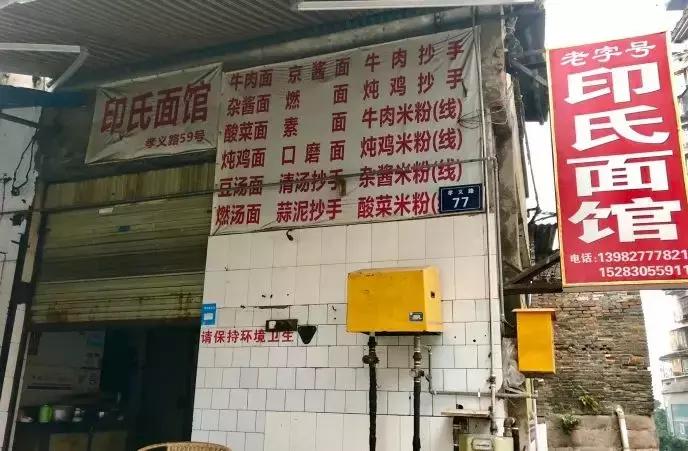 印氏面馆
孝义路59号
牛肉面 京酱面 牛肉抄手
杂酱面 燃面 炖鸡抄手
酸菜面 素面 牛肉米粉(线)
炖鸡面 口磨面 炖鸡米粉(线)
豆汤面 清汤抄手 杂酱米粉(线)
燃汤面 蒜泥抄手 酸菜米粉(
孝义路
77
请保持环境卫生
老字号
印氏面馆
电话:13982777821
15283055911